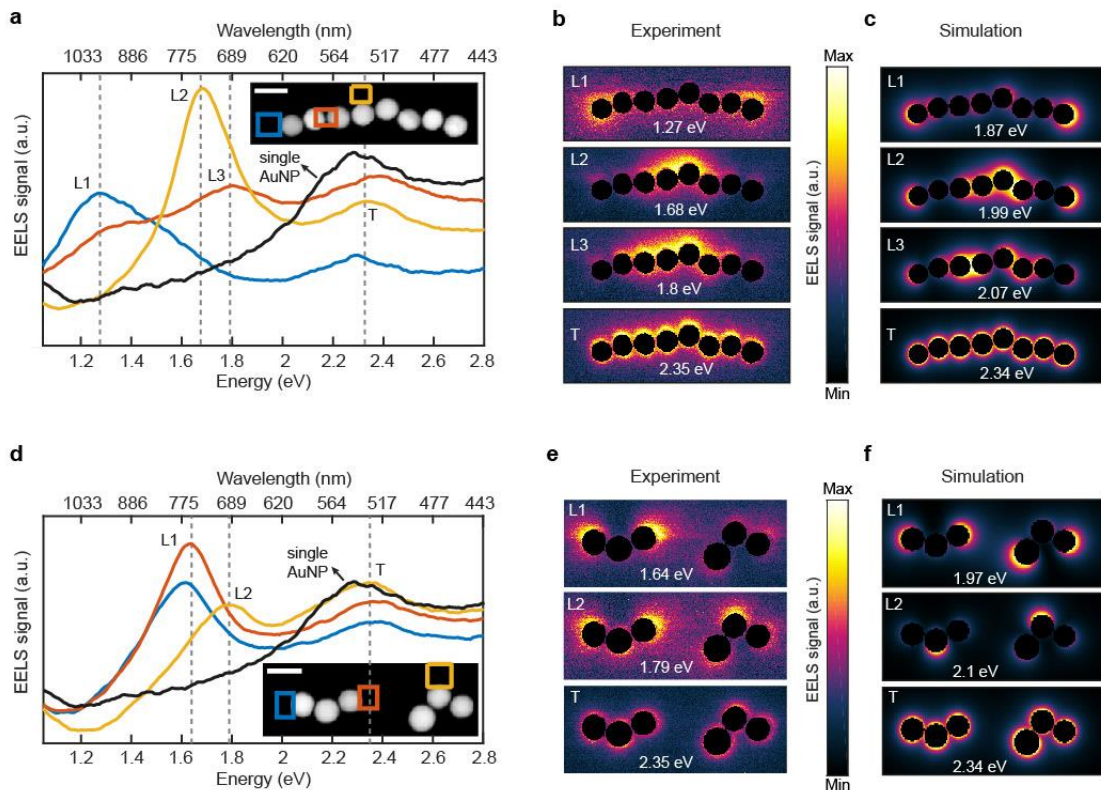 a
Wavelength (nm)
1033 886 775 689 620 564 517 477 443
EELS signal (a.u.)
L1
L2
L3
single
AuNP
T
1.2 1.4 1.6 1.8 2 2.2 2.4 2.6 2.8
Energy (eV)
b
Experiment
L1
1.27 eV
L2
1.68 eV
L3
1.8 eV
T
2.35 eV
Max
EELS signal (a.u.)
Min
c
Simulation
L1
1.87 eV
L2
1.99 eV
L3
2.07 eV
T
2.34 eV
d
Wavelength (nm)
1033 886 775 689 620 564 517 477 443
EELS signal (a.u.)
L1
L2
single
AuNP
T
1.2 1.4 1.6 1.8 2 2.2 2.4 2.6 2.8
Energy (eV)
e
Experiment
L1
1.64 eV
L2
1.79 eV
T
2.35 eV
Max
EELS signal (a.u.)
Min
f
Simulation
L1
1.97 eV
L2
2.1 eV
T
2.34 eV